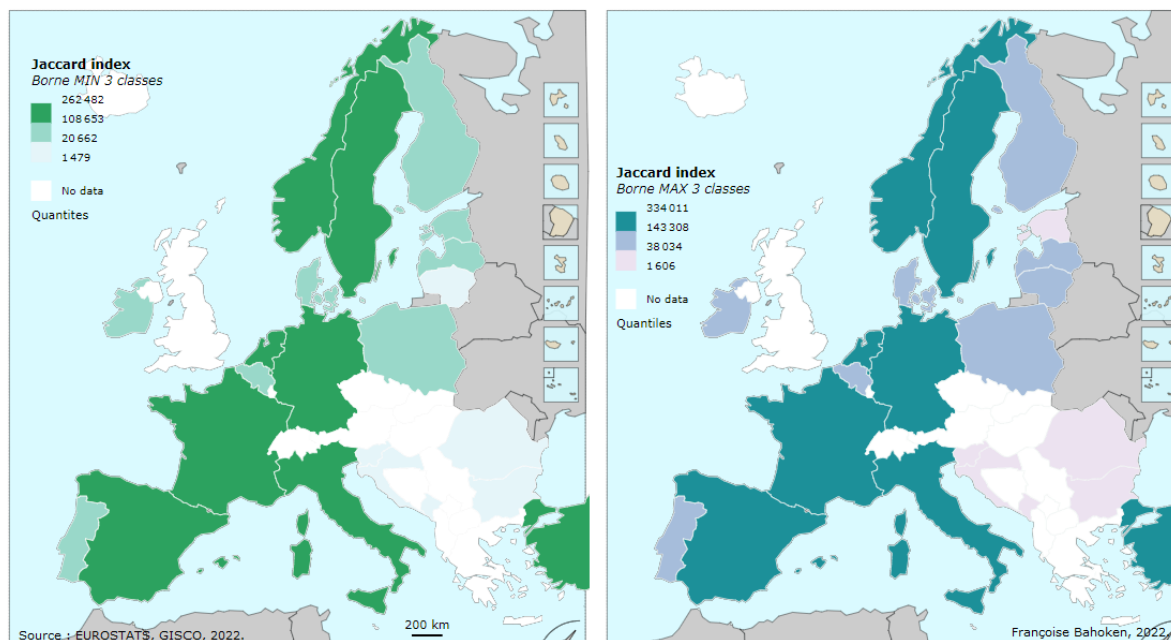 Jaccard index
Borne MIN 3 classes
262 482
108 653
20 662
1 479
No data
Quantites
Source : EUROSTATS, GISCO, 2022.
200 km
Jaccard index
Borne MAX 3 classes
334 011
143 308
38 034
1 606
No data
Quantiles
Françoise Bahoken, 2022.